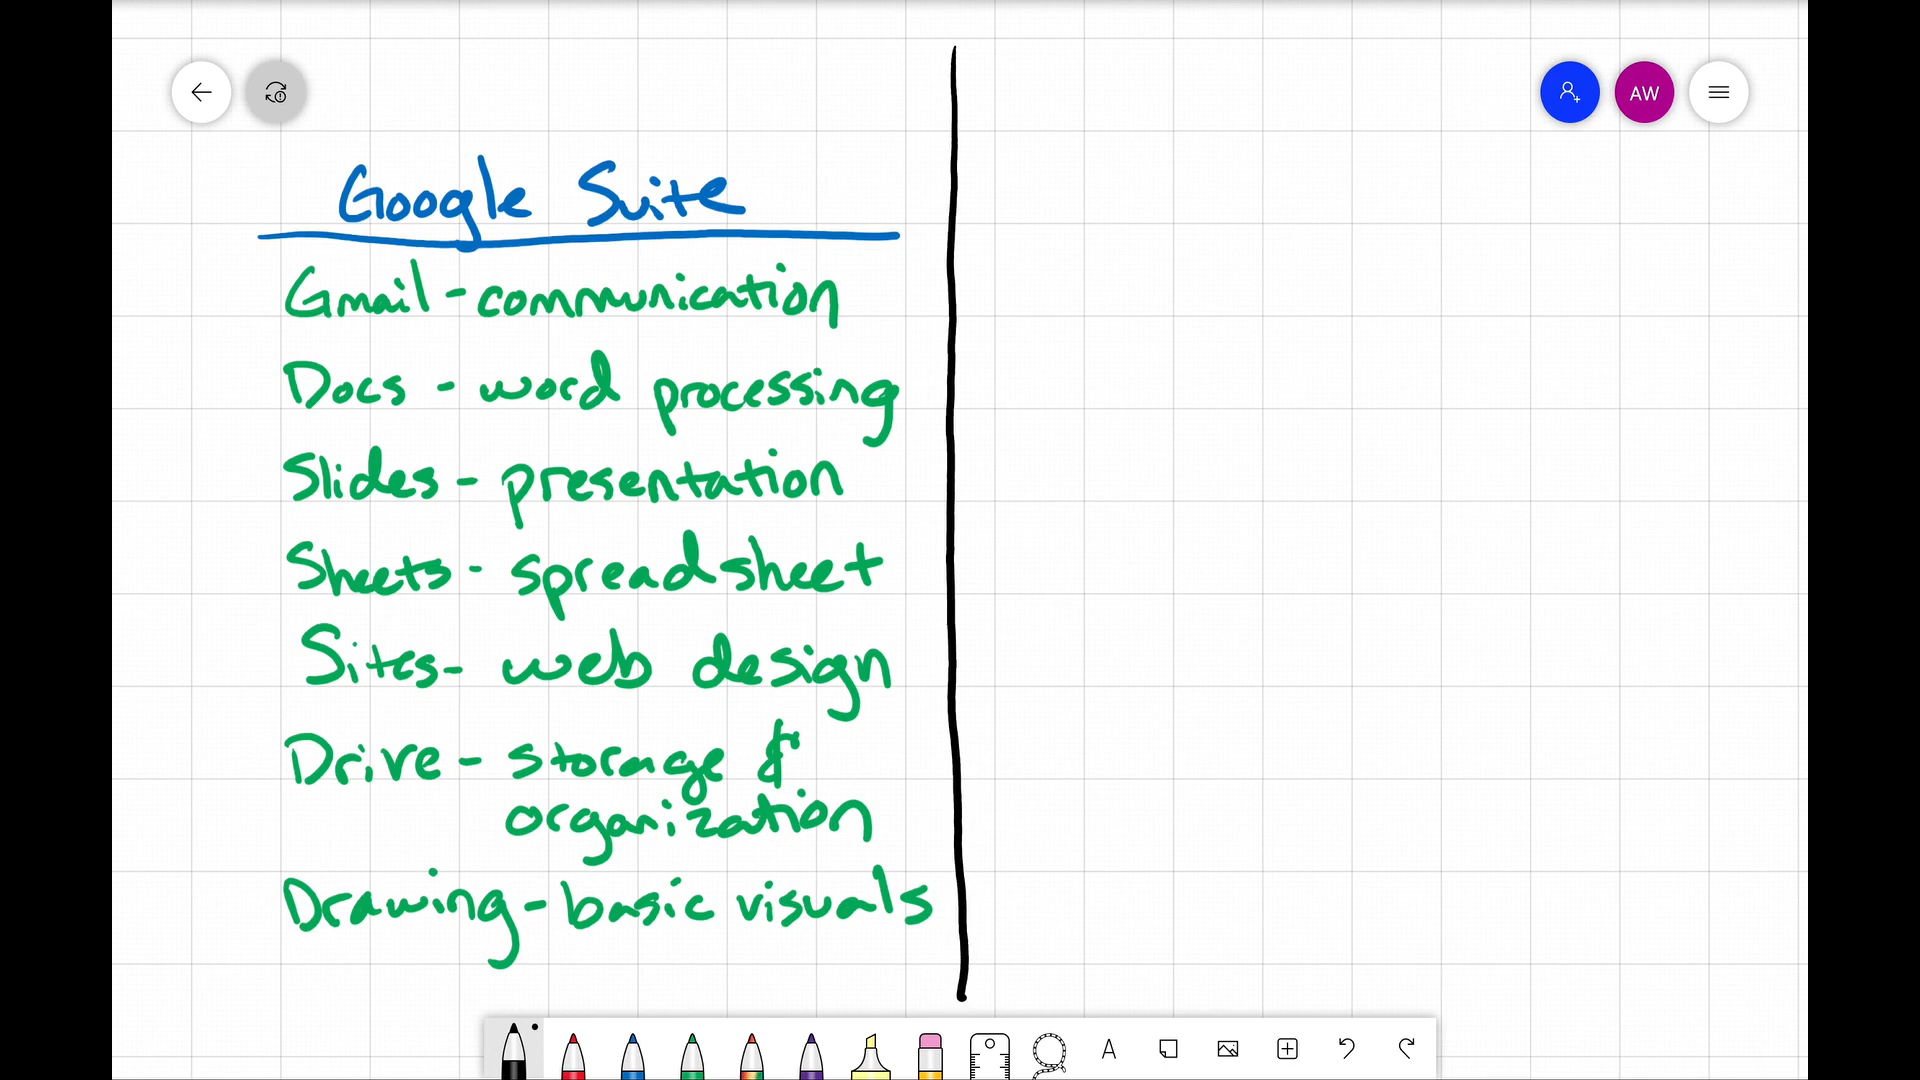 AW
Google Suite
Gmail - communication
Docs - word processing
Slides - presentation
Sheets - spreadsheet
Sites - web design
Drive - storage &
organization
Drawing - basic visuals
A